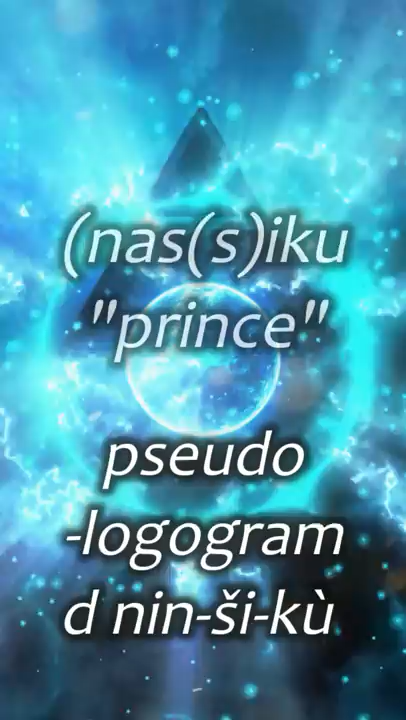 (nas(s)iku
"prince"
pseudo
-logogram
d nin-ši-kù